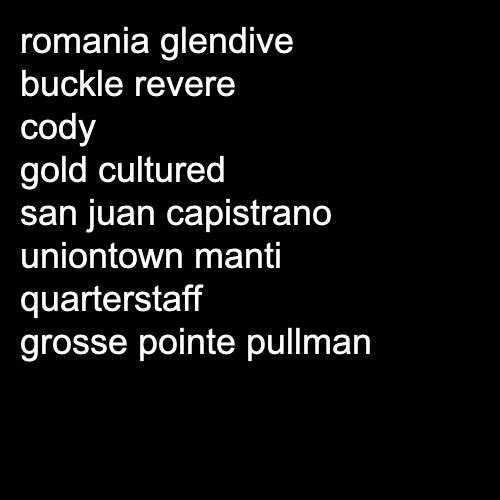 romania glendive
buckle revere
cody
gold cultured
san juan capistrano
uniontown manti
quarterstaff
grosse pointe pullman